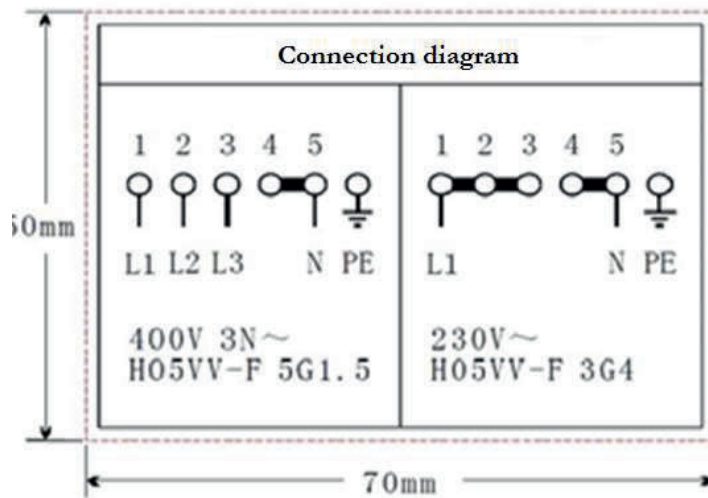 Connection diagram
1 2 3 4 5
L1 L2 L3 N PE
400V 3N~
H05VV-F 5G1.5
1 2 3 4 5
L1 N PE
230V~
H05VV-F 3G4
70mm